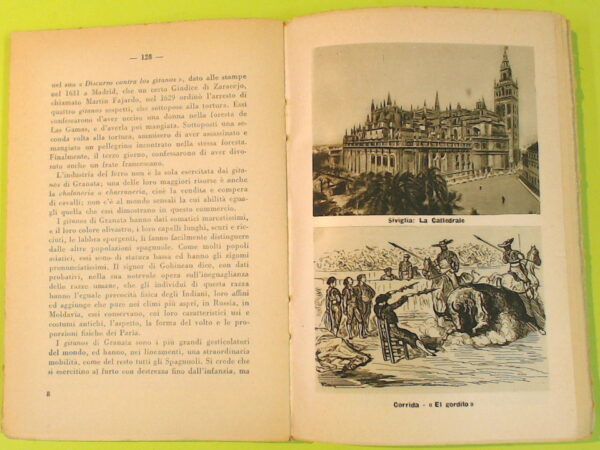 — 128 —
nel suo « Discurso contra los gitanos », dato alle stampe
nel 1631 a Madrid, che un certo Giudice di Zaracejo,
chiamato Martin Fajardo, nel 1629 ordinò l'arresto di
quattro gitanos sospetti, che sottopose alla tortura. Essi
confessarono d'aver ucciso una donna nella foresta de
Las Gamas, e d'averla poi mangiata. Sottoposti una se-
conda volta alla tortura, ammisero di aver assassinato e
mangiato un pellegrino incontrato nella stessa foresta.
Finalmente, il terzo giorno, confessarono di aver divo-
rato anche un frate francescano.
L'industria del ferro non è la sola esercitata dai gita-
nos di Granata; una delle loro maggiori risorse è anche
la chalaneria o charraneria, cioè la rendita e compera
di cavalli; non c'è al mondo sensali la cui abilità egua-
gli quella che essi dimostrano in questo commercio.
I gitanos di Granata hanno dati somatici marcatissimi,
e il loro colore olivastro, i loro capelli lunghi, scuri e ric-
ciuti, le labbra sporgenti, li fanno facilmente distinguere
dalle altre popolazioni spagnuole. Come molti popoli
asiatici, essi sono di statura bassa ed hanno gli zigomi
pronunciatissimi. Il signor di Gobineau dice, con dati
probativi, nella sua notevole opera sull'ineguaglianza
delle razze umane, che gli individui di questa razza
hanno l'eguale precocità fisica degli Indiani, loro affini
ed aggiunge che pure nei climi più aspri, in Russia, in
Moldavia, essi conservano, coi loro caratteristici usi e
costumi antichi, l'aspetto, la forma del volto e le pro-
porzioni fisiche dei Paria.
I gitanos di Granata sono i più grandi gesticolatori
del mondo, ed hanno, nei lineamenti, una straordinaria
mobilità, come del resto tutti gli Spagnuoli. Si crede che
si esercitino al furto con destrezza fino dall'infanzia, ma
8
Siviglia: La Cattedrale
Corrida - « El gordito »